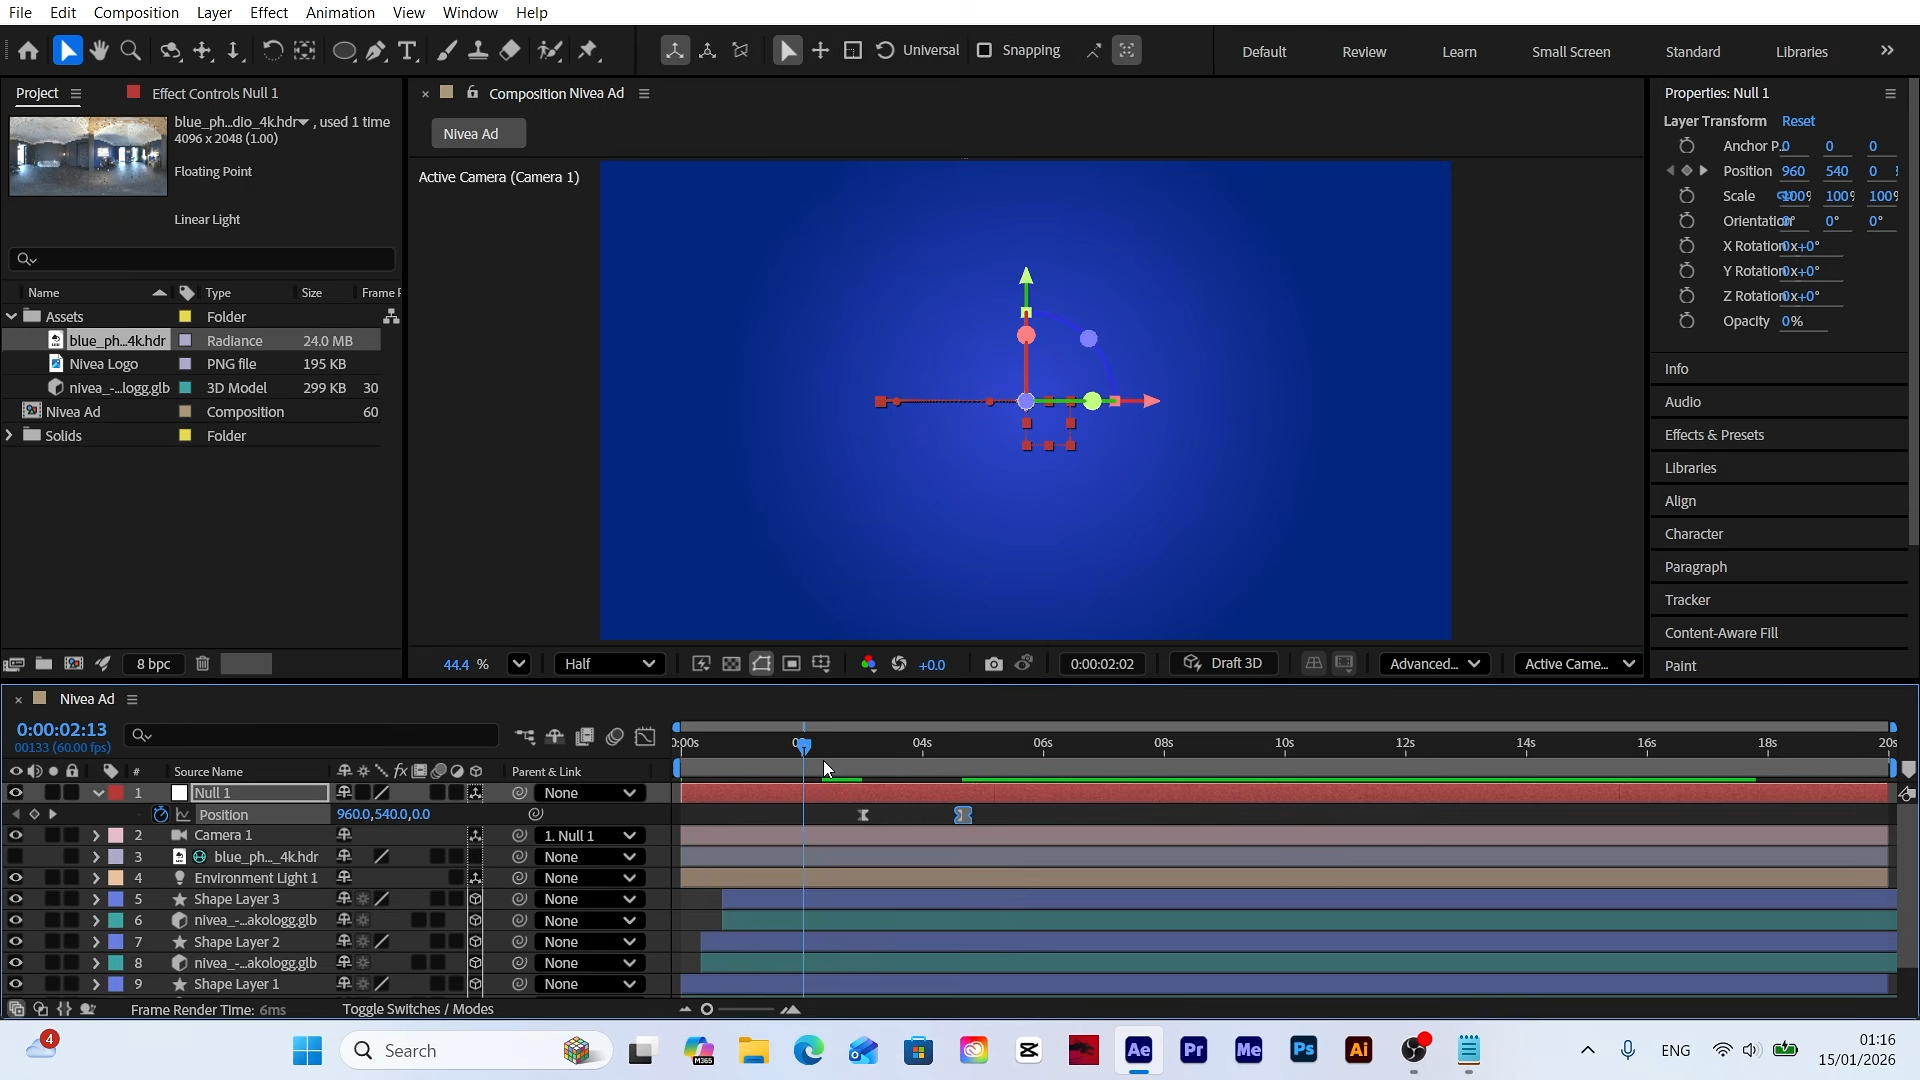 File Edit Composition Layer Effect Animation View Window Help
Universal Snapping Default Review Learn Small Screen Standard Libraries
Project Effect Controls Null 1
Composition Nivea Ad
Properties: Null 1
blue_ph...dio_4k.hdr , used 1 time
4096 x 2048 (1.00)
Floating Point
Linear Light
Nivea Ad
Active Camera (Camera 1)
Layer Transform Reset
Anchor P.. 0 0 0
Position 960 540 0
Scale 100% 100% 100%
Orientation 0° 0° 0°
X Rotation 0x+0°
Y Rotation 0x+0°
Z Rotation 0x+0°
Opacity 0%
Info
Audio
Effects & Presets
Libraries
Align
Character
Paragraph
Tracker
Content-Aware Fill
Paint
Name Type Size Frame F
Assets Folder
blue_ph...4k.hdr Radiance 24.0 MB
Nivea Logo PNG file 195 KB
nivea_-...logg.glb 3D Model 299 KB 30
Nivea Ad Composition 60
Solids Folder
8 bpc
44.4 % Half +0.0 0:00:02:02 Draft 3D Advanced... Active Came...
Nivea Ad
0:00:02:13
00133 (60.00 fps)
0:00s 04s 06s 08s 10s 12s 14s 16s 18s 20s
# Source Name fx Parent & Link
1 Null 1 None
Position 960.0,540.0,0.0
2 Camera 1 1. Null 1
3 blue_ph..._4k.hdr None
4 Environment Light 1 None
5 Shape Layer 3 None
6 nivea_-...akologg.glb None
7 Shape Layer 2 None
8 nivea_-...akologg.glb None
9 Shape Layer 1 None
Frame Render Time: 6ms Toggle Switches / Modes
4 Search M365 Ae Pr Me Ps Ai ENG 01:16
15/01/2026